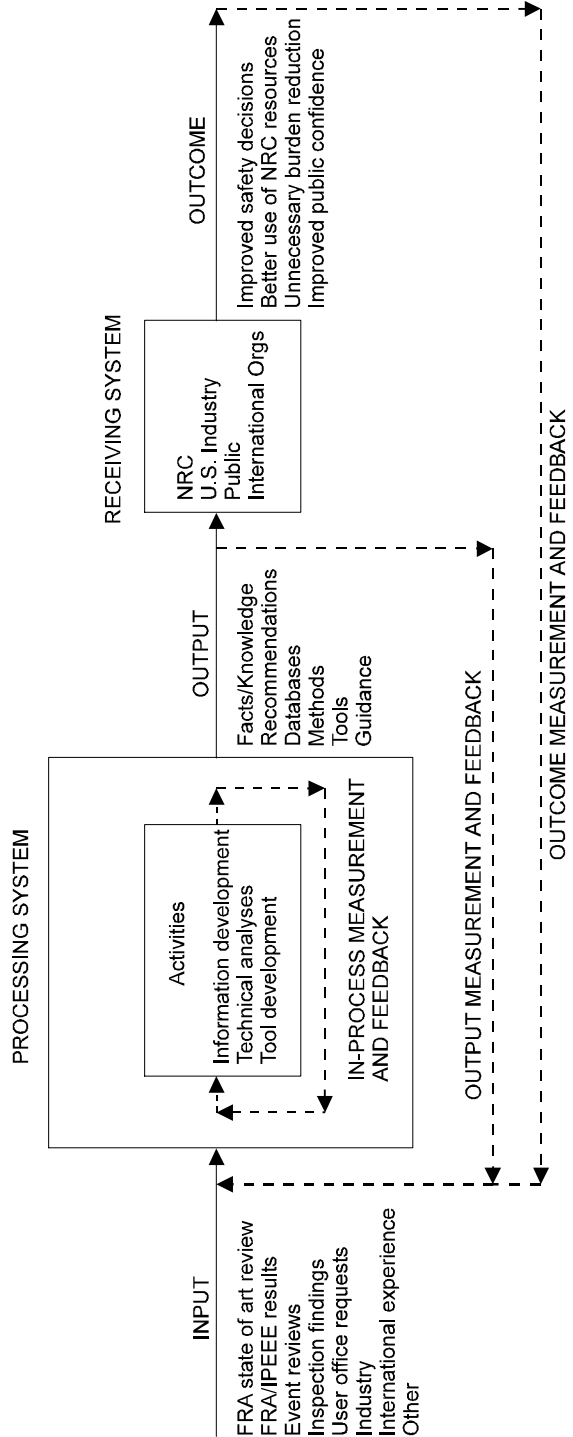 INPUT
FRA state of art review
FRA/IPEEE results
Event reviews
Inspection findings
User office requests
Industry
International experience
Other
PROCESSING SYSTEM
Activities
Information development
Technical analyses
Tool development
IN-PROCESS MEASUREMENT
AND FEEDBACK
OUTPUT
Facts/Knowledge
Recommendations
Databases
Methods
Tools
Guidance
RECEIVING SYSTEM
NRC
U.S. Industry
Public
International Orgs
OUTCOME
Improved safety decisions
Better use of NRC resources
Unnecessary burden reduction
Improved public confidence
OUTPUT MEASUREMENT AND FEEDBACK
OUTCOME MEASUREMENT AND FEEDBACK